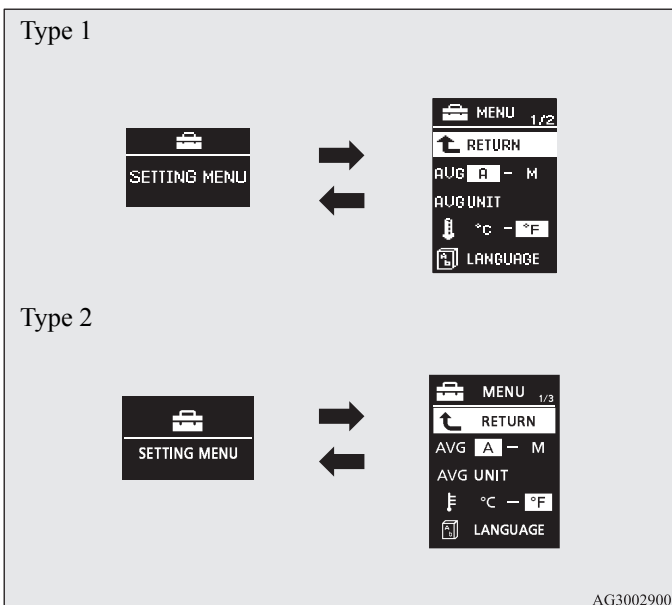 Type 1
SETTING MENU
MENU 1/2
RETURN
AVG A - M
AVG UNIT
°C - °F
A b LANGUAGE
Type 2
SETTING MENU
MENU 1/3
RETURN
AVG A - M
AVG UNIT
°C - °F
A b LANGUAGE
AG3002900